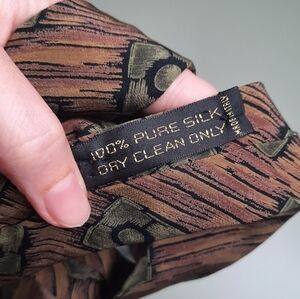 100% PURE SILK
DRY CLEAN ONLY
MADE IN ITALY